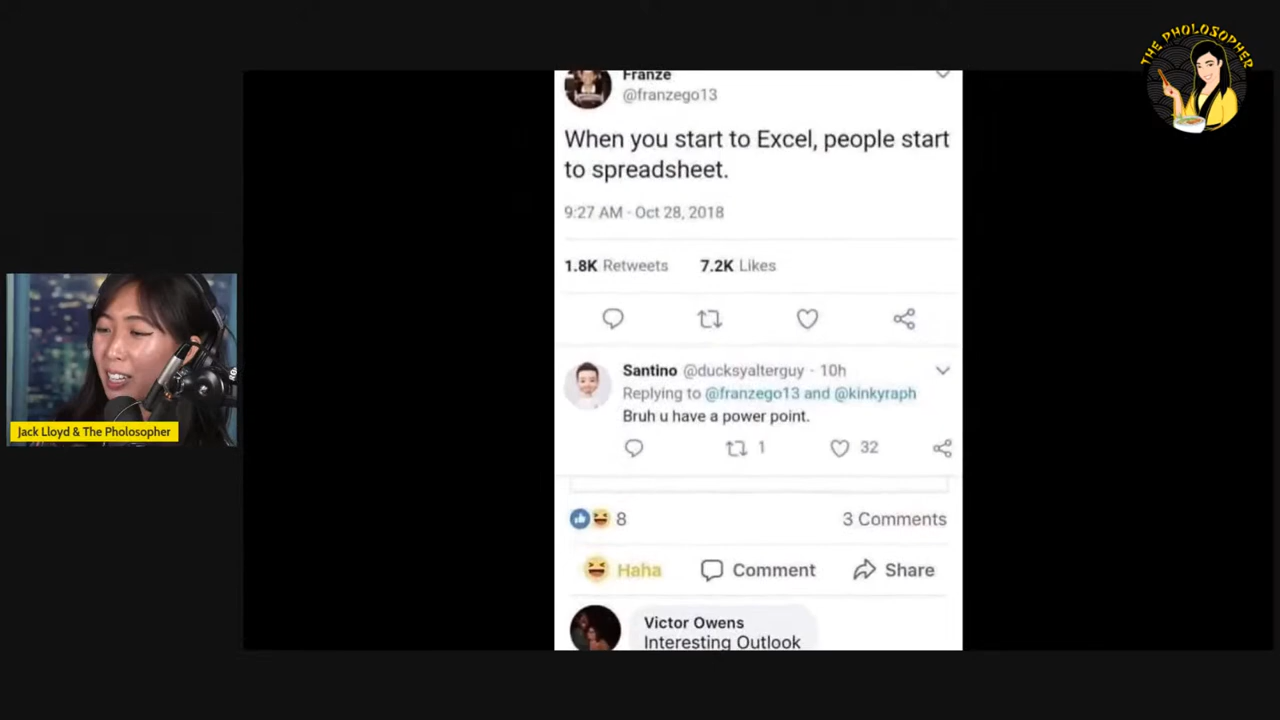 THE PHOLOSOPHER
Franze
@franzego13
When you start to Excel, people start
to spreadsheet.
9:27 AM · Oct 28, 2018
1.8K Retweets 7.2K Likes
Santino @ducksyalterguy · 10h
Replying to @franzego13 and @kinkyraph
Bruh u have a power point.
1 32
8 3 Comments
Haha Comment Share
Victor Owens
Interesting Outlook
Jack Lloyd & The Pholosopher